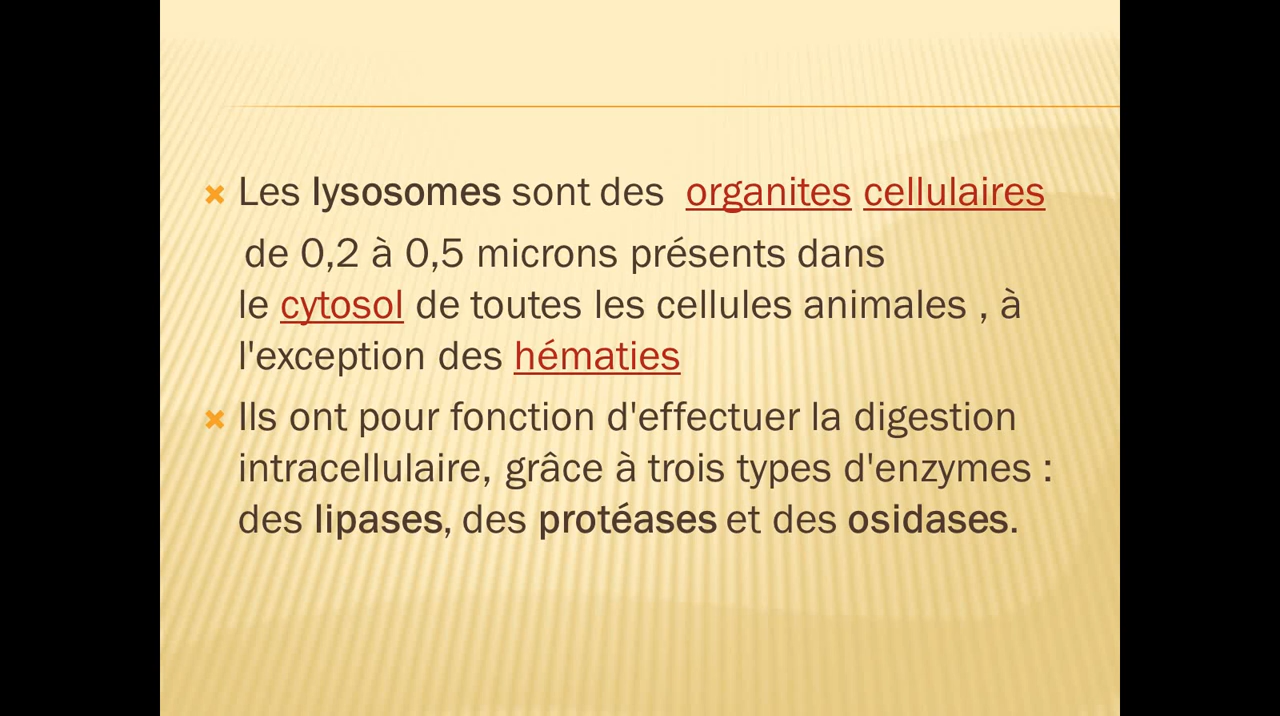 Les lysosomes sont des organites cellulaires
de 0,2 à 0,5 microns présents dans
le cytosol de toutes les cellules animales , à
l'exception des hématies
Ils ont pour fonction d'effectuer la digestion
intracellulaire, grâce à trois types d'enzymes :
des lipases, des protéases et des osidases.